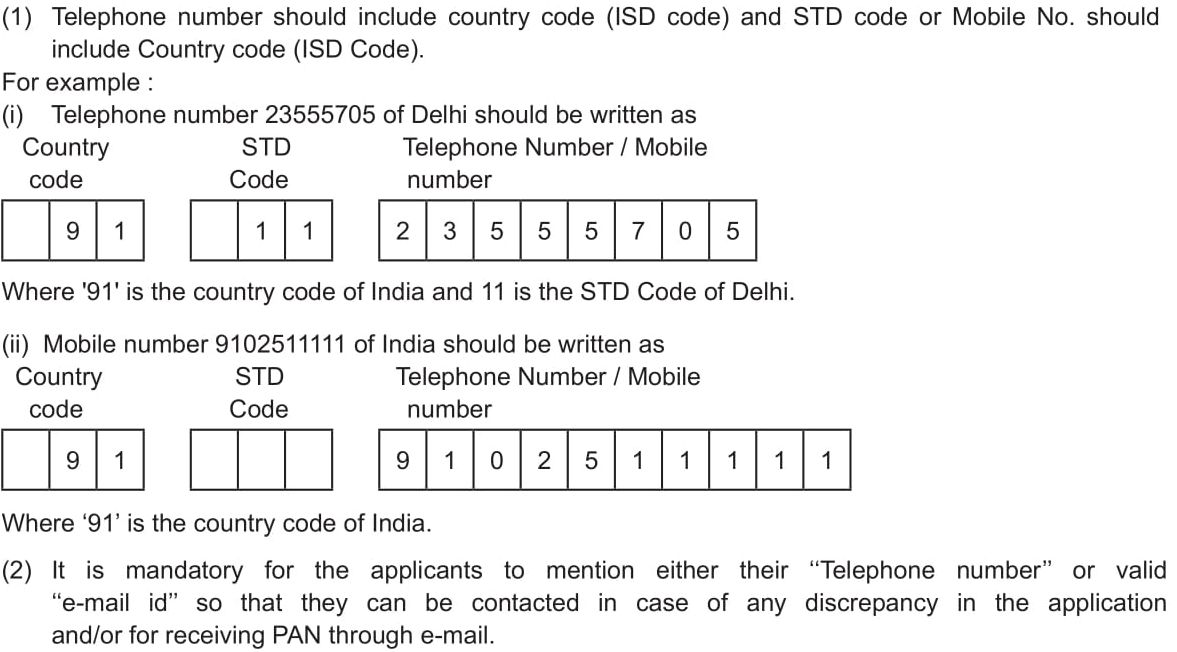 (1) Telephone number should include country code (ISD code) and STD code or Mobile No. should
include Country code (ISD Code).
For example :
(i) Telephone number 23555705 of Delhi should be written as
Country STD Telephone Number / Mobile
code Code number
9 1 1 1 2 3 5 5 5 7 0 5
Where '91' is the country code of India and 11 is the STD Code of Delhi.
(ii) Mobile number 9102511111 of India should be written as
Country STD Telephone Number / Mobile
code Code number
9 1 9 1 0 2 5 1 1 1 1 1
Where ‘91’ is the country code of India.
(2) It is mandatory for the applicants to mention either their “Telephone number” or valid
“e-mail id” so that they can be contacted in case of any discrepancy in the application
and/or for receiving PAN through e-mail.